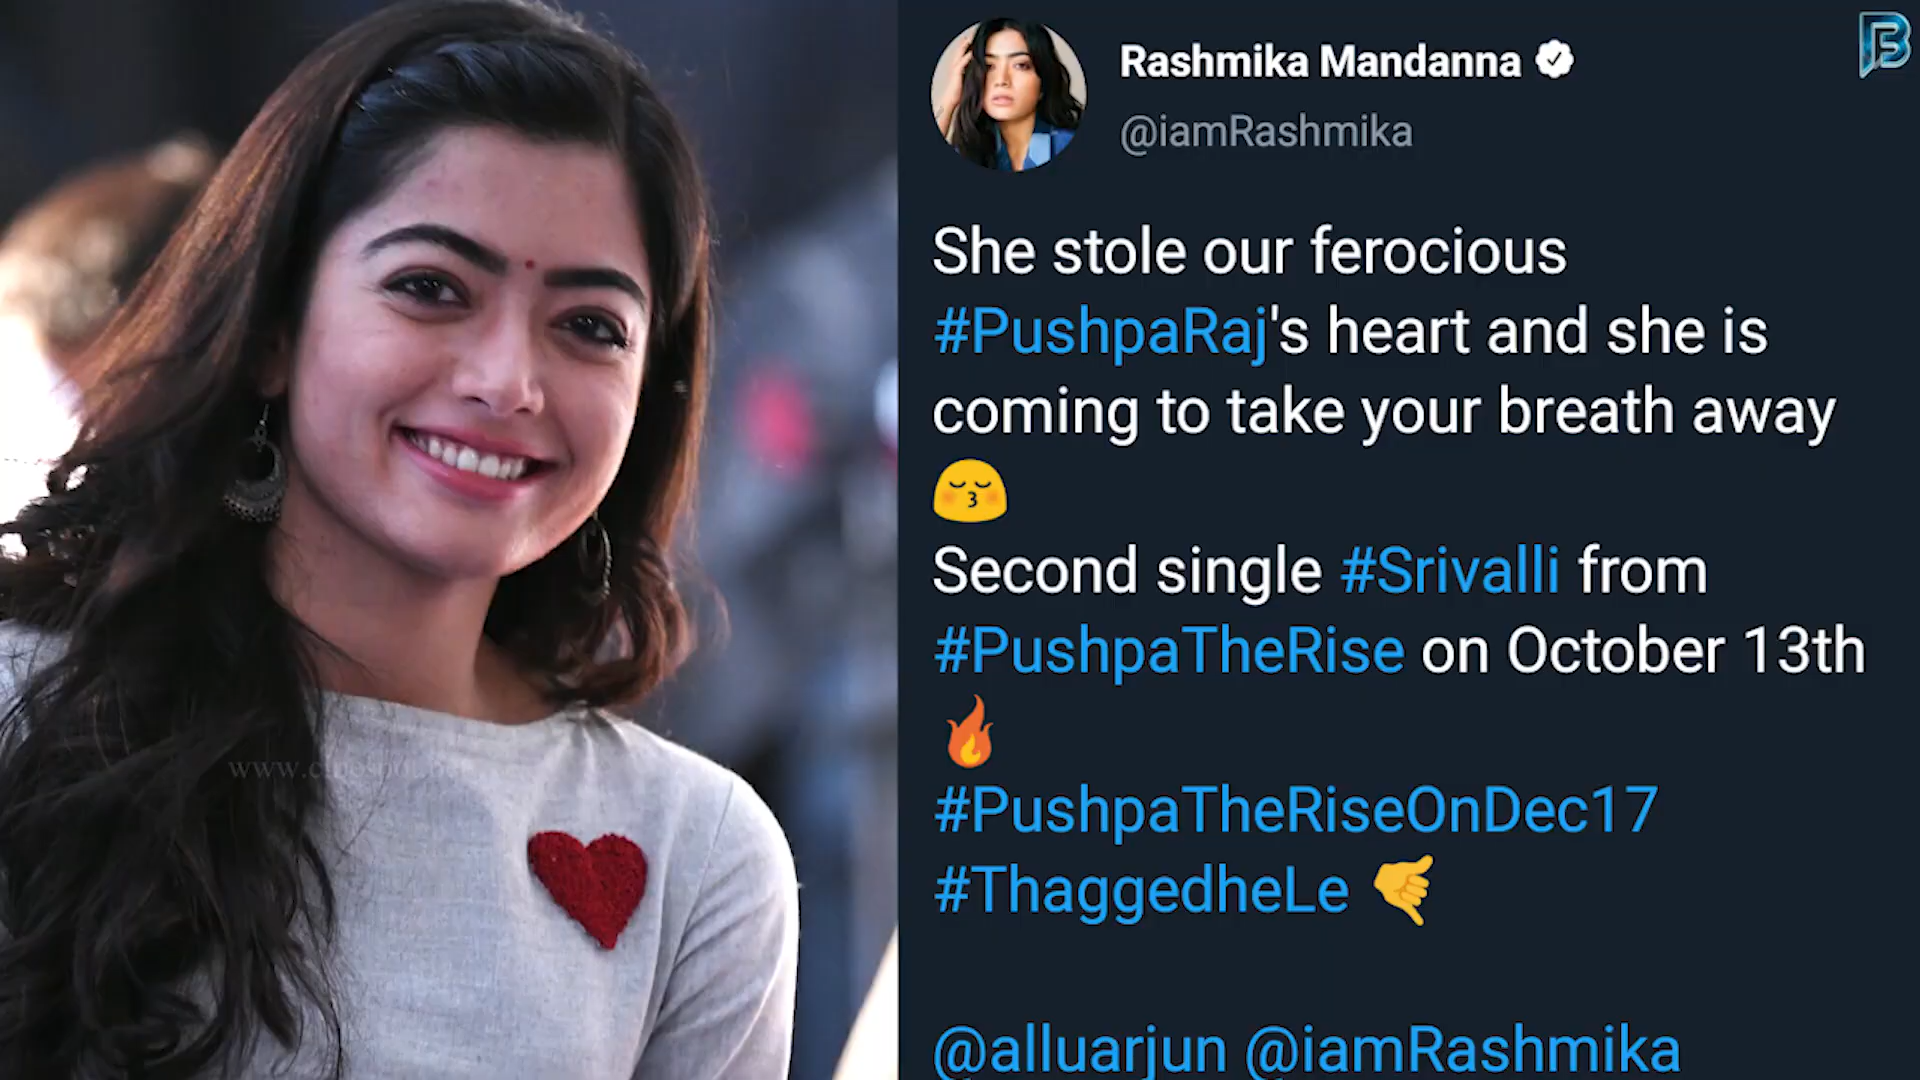 Rashmika Mandanna
@iamRashmika
She stole our ferocious
#PushpaRaj's heart and she is
coming to take your breath away
😚
Second single #Srivalli from
#PushpaTheRise on October 13th
🔥
#PushpaTheRiseOnDec17
#ThaggedheLe 🤙
@alluarjun @iamRashmika